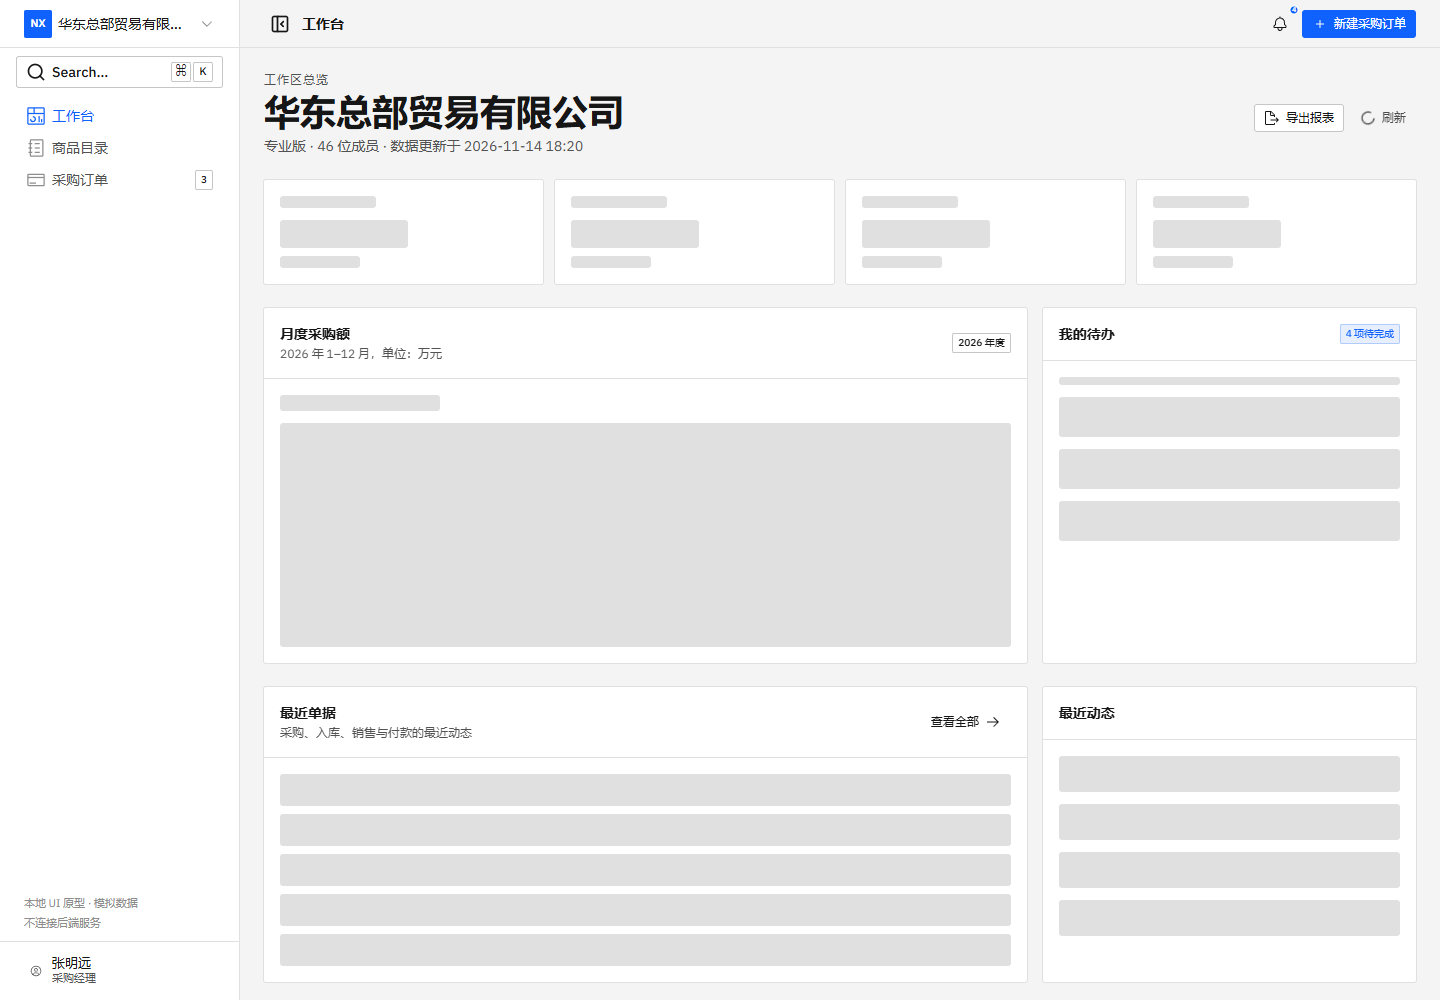 NX 华东总部贸易有限...
Search... ⌘ K
工作台
商品目录
采购订单 3
本地 UI 原型 · 模拟数据
不连接后端服务
张明远
采购经理
工作台
4
新建采购订单
工作区总览
华东总部贸易有限公司
专业版 · 46 位成员 · 数据更新于 2026-11-14 18:20
导出报表
刷新
月度采购额
2026 年 1–12 月，单位：万元
2026 年度
我的待办
4 项待完成
最近单据
采购、入库、销售与付款的最近动态
查看全部
最近动态